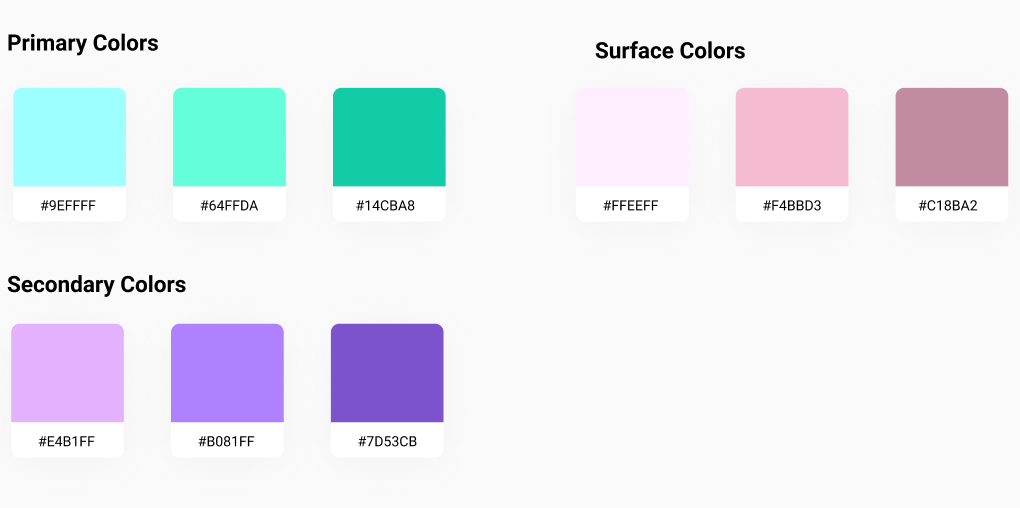 Primary Colors
#9EFFFF
#64FFDA
#14CBA8
Surface Colors
#FFEEFF
#F4BBD3
#C18BA2
Secondary Colors
#E4B1FF
#B081FF
#7D53CB